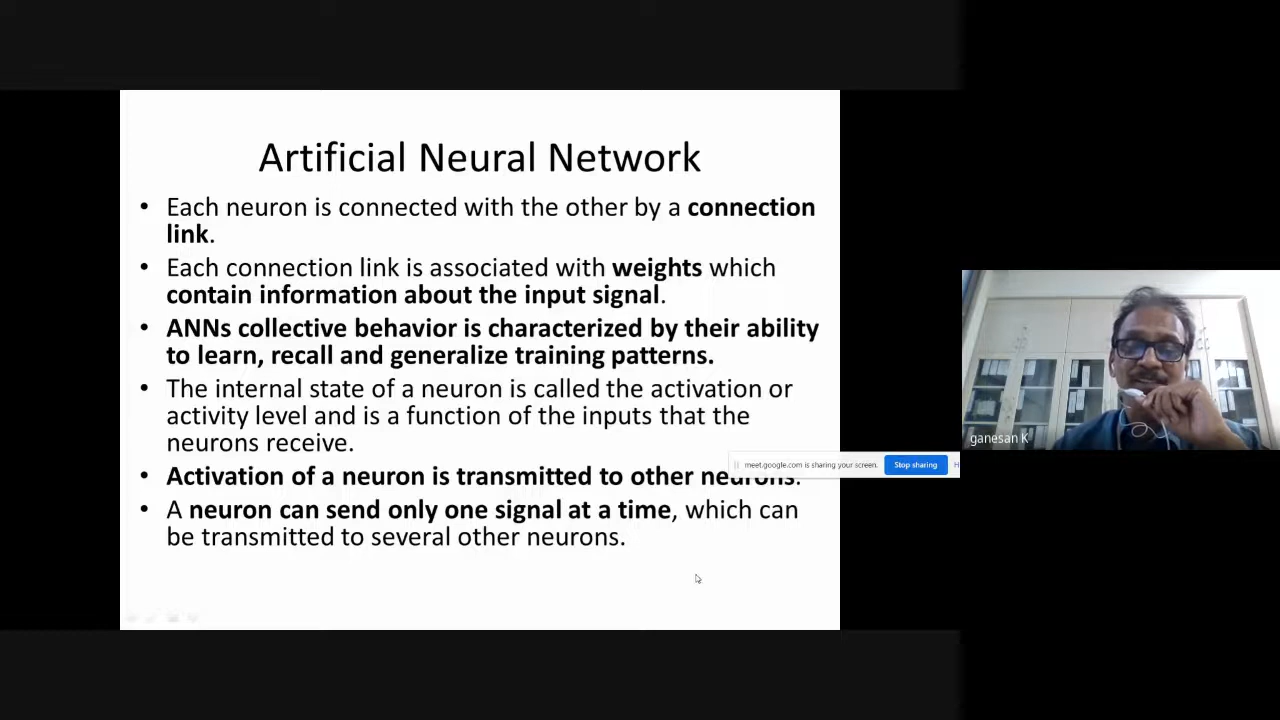 Artificial Neural Network
• Each neuron is connected with the other by a connection
link.
• Each connection link is associated with weights which
contain information about the input signal.
• ANNs collective behavior is characterized by their ability
to learn, recall and generalize training patterns.
• The internal state of a neuron is called the activation or
activity level and is a function of the inputs that the
neurons receive.
• Activation of a neuron is transmitted to other neurons.
• A neuron can send only one signal at a time, which can
be transmitted to several other neurons.
meet.google.com is sharing your screen.
Stop sharing
H
ganesan K